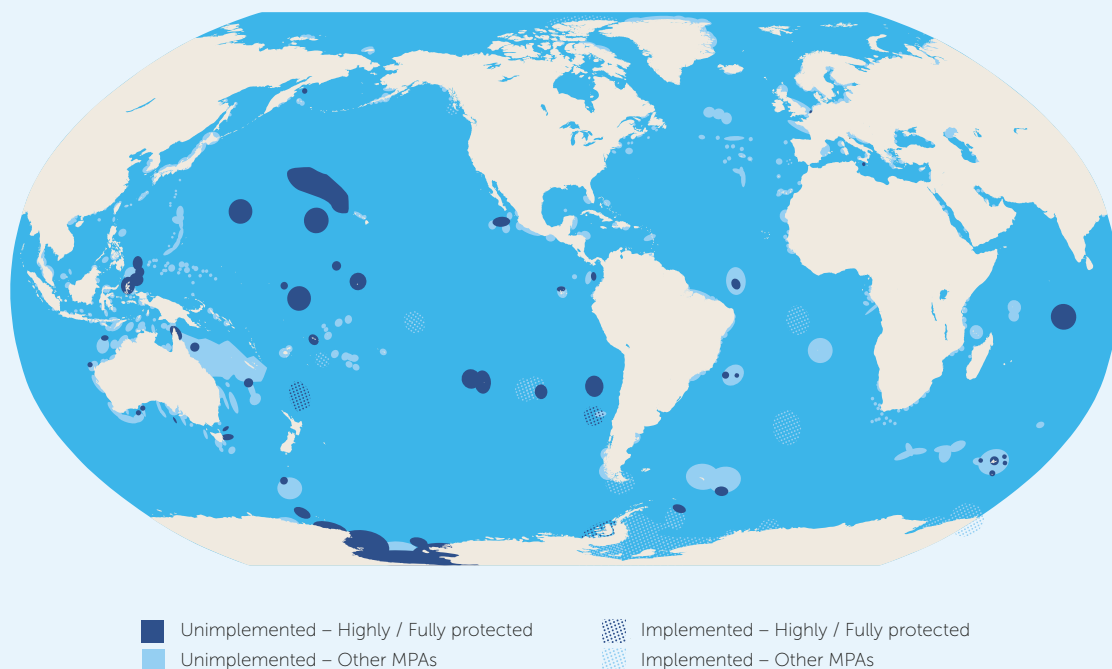 Unimplemented – Highly / Fully protected
Implemented – Highly / Fully protected
Unimplemented – Other MPAs
Implemented – Other MPAs